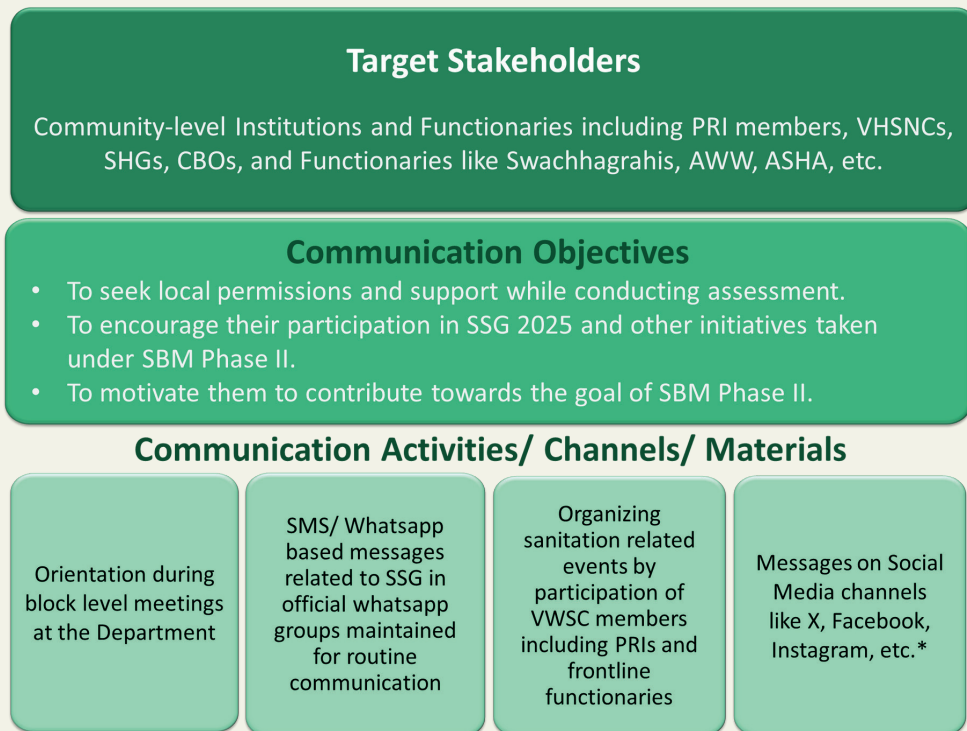 Target Stakeholders
Community-level Institutions and Functionaries including PRI members, VHSNCs,
SHGs, CBOs, and Functionaries like Swachhagrahis, AWW, ASHA, etc.
Communication Objectives
• To seek local permissions and support while conducting assessment.
• To encourage their participation in SSG 2025 and other initiatives taken
under SBM Phase II.
• To motivate them to contribute towards the goal of SBM Phase II.
Communication Activities/ Channels/ Materials
Orientation during
block level meetings
at the Department
SMS/ Whatsapp
based messages
related to SSG in
official whatsapp
groups maintained
for routine
communication
Organizing
sanitation related
events by
participation of
VWSC members
including PRIs and
frontline
functionaries
Messages on Social
Media channels
like X, Facebook,
Instagram, etc.*